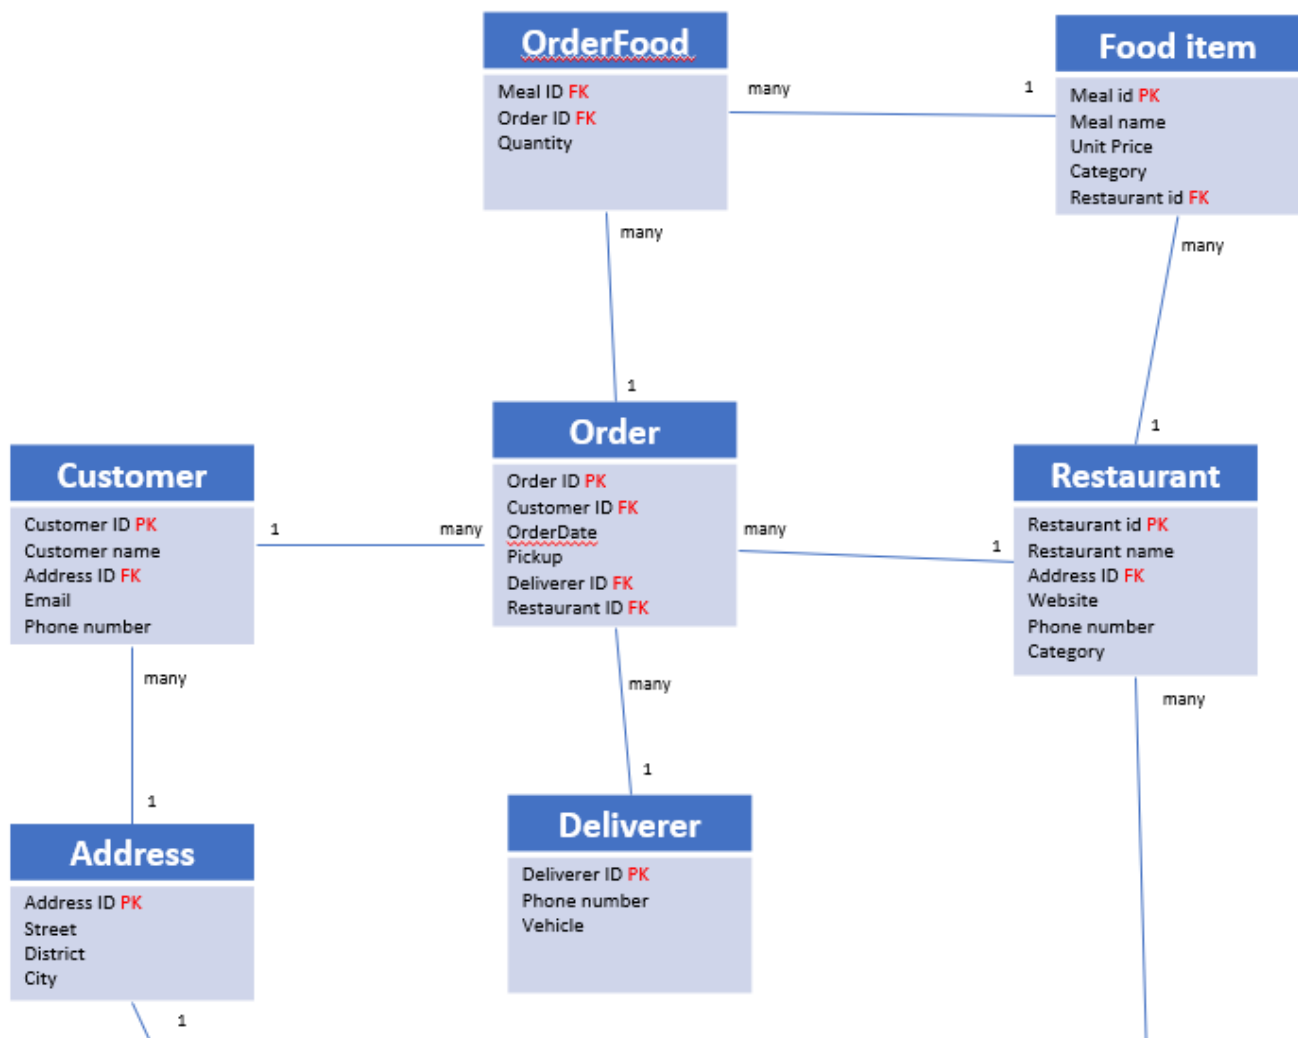 OrderFood
Meal ID FK
Order ID FK
Quantity
many
1
Food item
Meal id PK
Meal name
Unit Price
Category
Restaurant id FK
many
1
many
1
Customer
Customer ID PK
Customer name
Address ID FK
Email
Phone number
1
many
Order
Order ID PK
Customer ID FK
OrderDate
Pickup
Deliverer ID FK
Restaurant ID FK
many
1
Restaurant
Restaurant id PK
Restaurant name
Address ID FK
Website
Phone number
Category
many
1
many
1
many
Address
Address ID PK
Street
District
City
1
Deliverer
Deliverer ID PK
Phone number
Vehicle